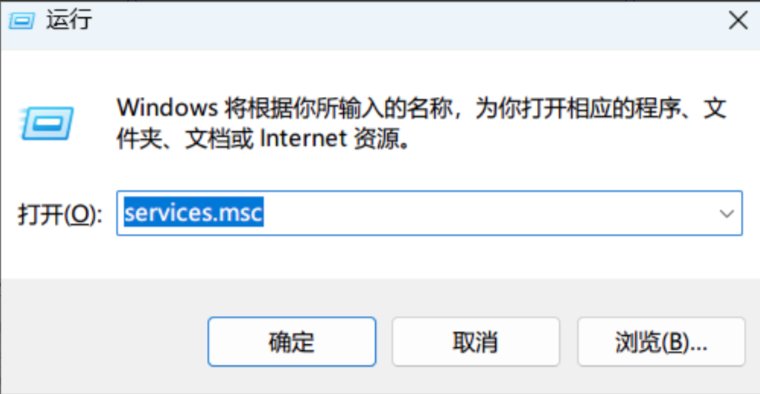 运行
Windows 将根据你所输入的名称，为你打开相应的程序、文
件夹、文档或 Internet 资源。
打开(O): services.msc
确定 取消 浏览(B)...